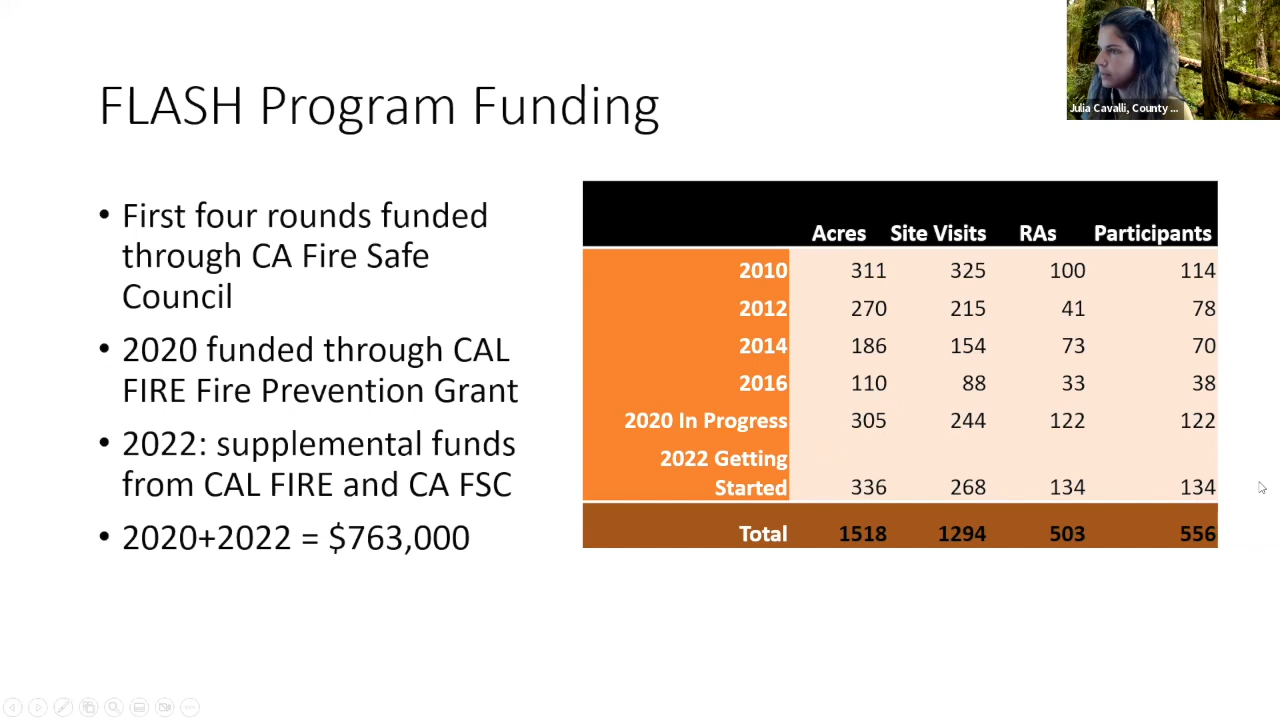 FLASH Program Funding
Julia Cavalli, County ...
• First four rounds funded
through CA Fire Safe
Council
• 2020 funded through CAL
FIRE Fire Prevention Grant
• 2022: supplemental funds
from CAL FIRE and CA FSC
• 2020+2022 = $763,000
Acres Site Visits RAs Participants
2010 311 325 100 114
2012 270 215 41 78
2014 186 154 73 70
2016 110 88 33 38
2020 In Progress 305 244 122 122
2022 Getting
Started 336 268 134 134
Total 1518 1294 503 556